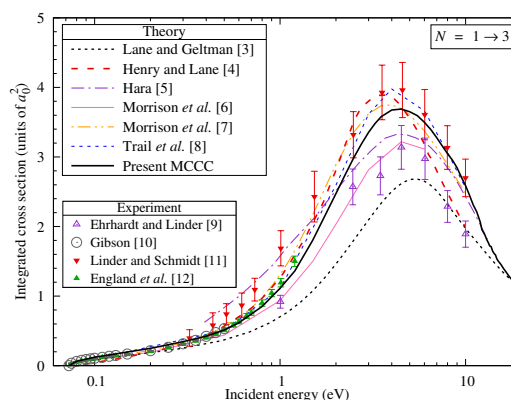 N = 1 → 3
Theory
Lane and Geltman [3]
Henry and Lane [4]
Hara [5]
Morrison et al. [6]
Morrison et al. [7]
Trail et al. [8]
Present MCCC
Experiment
Ehrhardt and Linder [9]
Gibson [10]
Linder and Schmidt [11]
England et al. [12]
Integrated cross section (units of a₀²)
5
4
3
2
1
0
0.1
1
10
Incident energy (eV)